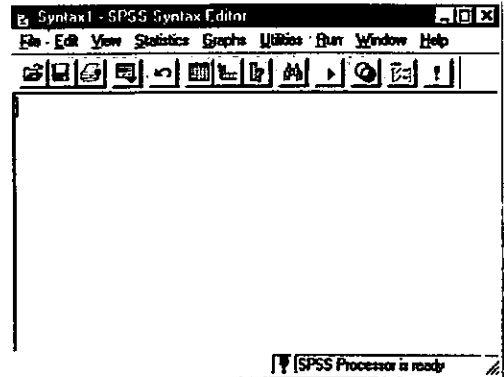 Syntax1 - SPSS Syntax Editor
File Edit View Statistics Graphs Utilities Run Window Help
SPSS Processor is ready